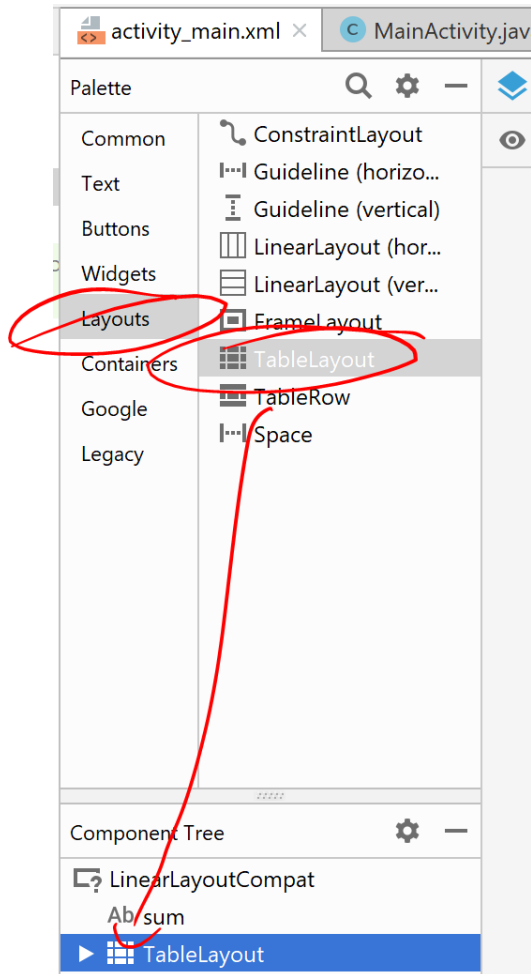 activity_main.xml
MainActivity.jav
Palette
Common
Text
Buttons
Widgets
Layouts
Containers
Google
Legacy
ConstraintLayout
Guideline (horizo...
Guideline (vertical)
LinearLayout (hor...
LinearLayout (ver...
FrameLayout
TableLayout
TableRow
Space
Component Tree
LinearLayoutCompat
Ab sum
TableLayout